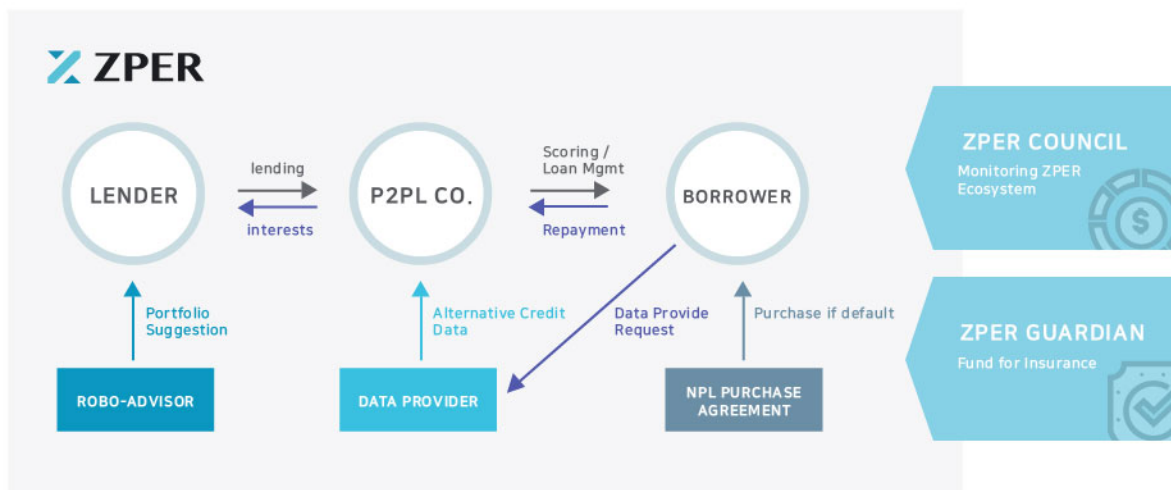 ZPER
LENDER
lending
interests
P2PL CO.
Scoring /
Loan Mgmt
Repayment
BORROWER
Portfolio
Suggestion
Alternative Credit
Data
Data Provide
Request
Purchase if default
ROBO-ADVISOR
DATA PROVIDER
NPL PURCHASE
AGREEMENT
ZPER COUNCIL
Monitoring ZPER
Ecosystem
$
ZPER GUARDIAN
Fund for Insurance